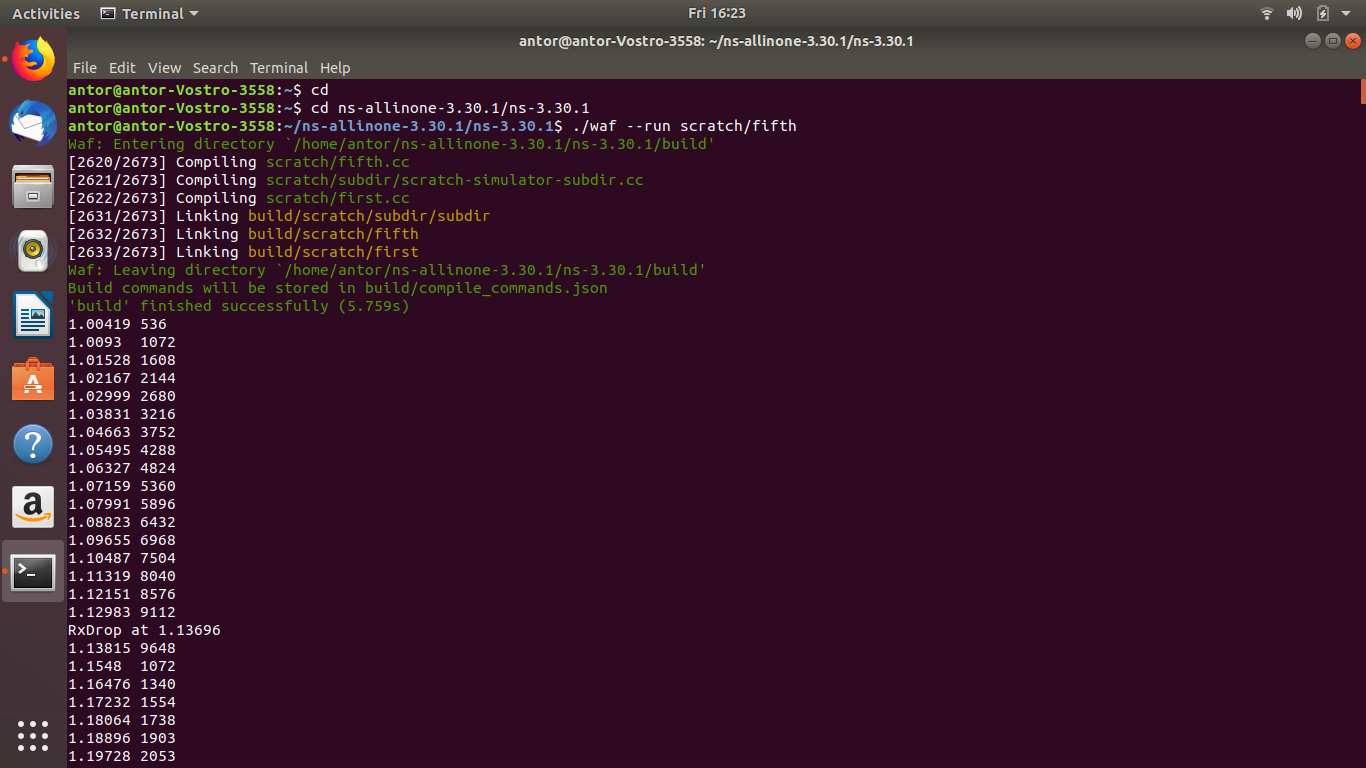 Activities Terminal Fri 16:23
antor@antor-Vostro-3558: ~/ns-allinone-3.30.1/ns-3.30.1
File Edit View Search Terminal Help
antor@antor-Vostro-3558:~$ cd
antor@antor-Vostro-3558:~$ cd ns-allinone-3.30.1/ns-3.30.1
antor@antor-Vostro-3558:~/ns-allinone-3.30.1/ns-3.30.1$ ./waf --run scratch/fifth
Waf: Entering directory `/home/antor/ns-allinone-3.30.1/ns-3.30.1/build'
[2620/2673] Compiling scratch/fifth.cc
[2621/2673] Compiling scratch/subdir/scratch-simulator-subdir.cc
[2622/2673] Compiling scratch/first.cc
[2631/2673] Linking build/scratch/subdir/subdir
[2632/2673] Linking build/scratch/fifth
[2633/2673] Linking build/scratch/first
Waf: Leaving directory `/home/antor/ns-allinone-3.30.1/ns-3.30.1/build'
Build commands will be stored in build/compile_commands.json
'build' finished successfully (5.759s)
1.00419 536
1.0093  1072
1.01528 1608
1.02167 2144
1.02999 2680
1.03831 3216
1.04663 3752
1.05495 4288
1.06327 4824
1.07159 5360
1.07991 5896
1.08823 6432
1.09655 6968
1.10487 7504
1.11319 8040
1.12151 8576
1.12983 9112
RxDrop at 1.13696
1.13815 9648
1.1548  1072
1.16476 1340
1.17232 1554
1.18064 1738
1.18896 1903
1.19728 2053